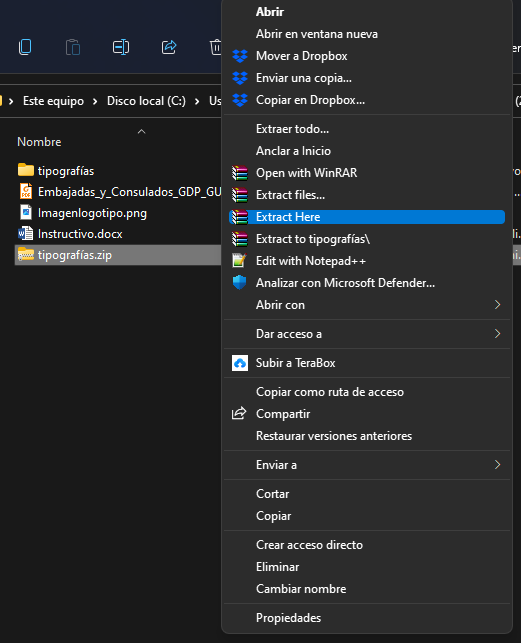 Este equipo > Disco local (C:) >
Nombre
tipografías
Embajadas_y_Consulados_GDP_GU
Imagenlogotipo.png
Instructivo.docx
tipografías.zip
Abrir
Abrir en ventana nueva
Mover a Dropbox
Enviar una copia...
Copiar en Dropbox...
Extraer todo...
Anclar a Inicio
Open with WinRAR
Extract files...
Extract Here
Extract to tipografías\
Edit with Notepad++
Analizar con Microsoft Defender...
Abrir con
Dar acceso a
Subir a TeraBox
Copiar como ruta de acceso
Compartir
Restaurar versiones anteriores
Enviar a
Cortar
Copiar
Crear acceso directo
Eliminar
Cambiar nombre
Propiedades